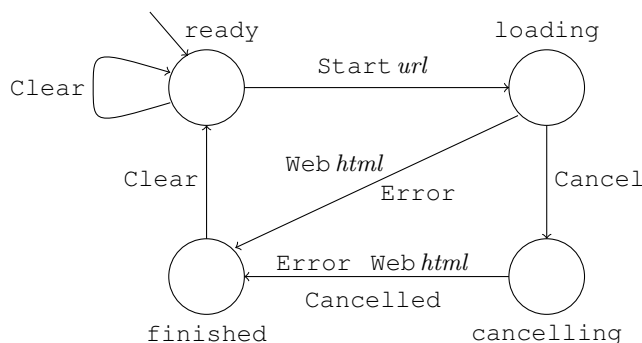 ready
loading
Start url
Clear
Web html
Error
Clear
Cancel
Error Web html
Cancelled
finished
cancelling